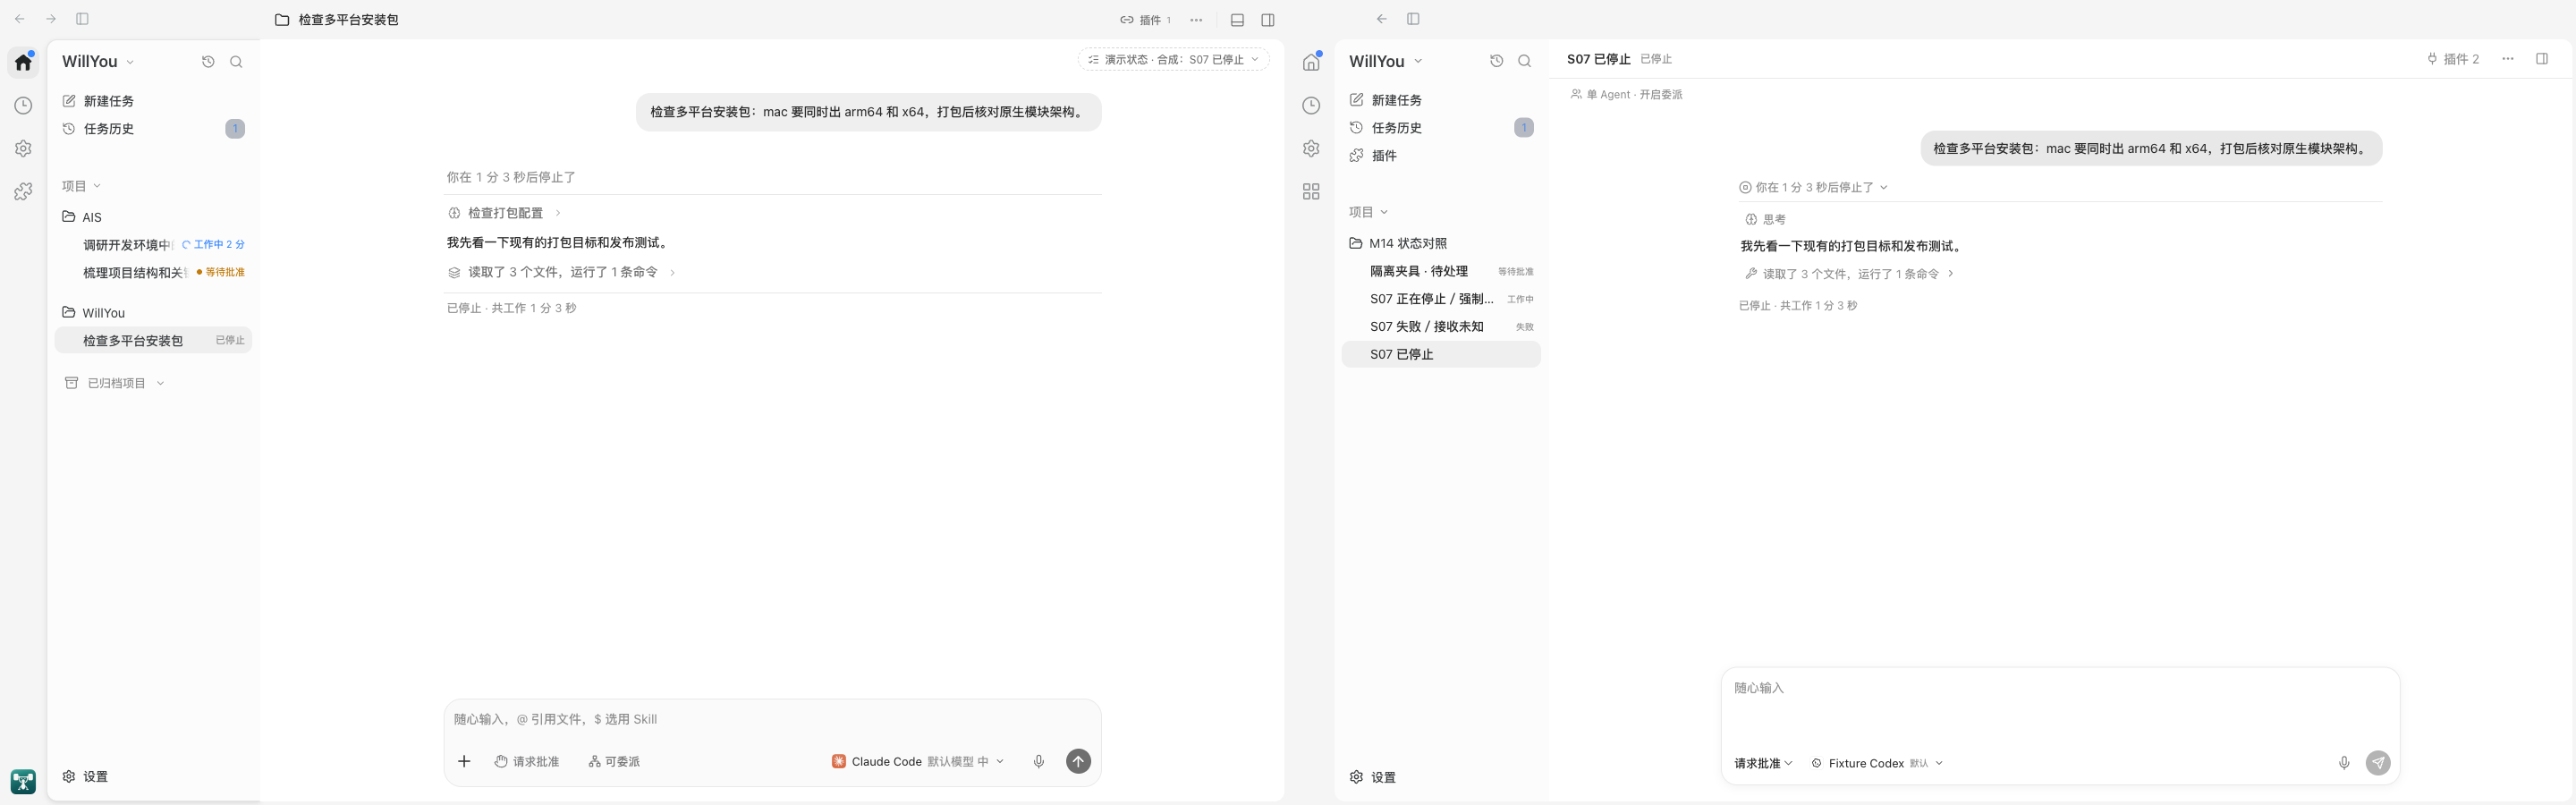 检查多平台安装包
插件 1
WillYou
新建任务
任务历史 1
项目
AIS
调研开发环境中 工作中 2 分
梳理项目结构和关 等待批准
WillYou
检查多平台安装包 已停止
已归档项目
设置
演示状态 · 合成：S07 已停止
检查多平台安装包：mac 要同时出 arm64 和 x64，打包后核对原生模块架构。
你在 1 分 3 秒后停止了
检查打包配置
我先看一下现有的打包目标和发布测试。
读取了 3 个文件，运行了 1 条命令
已停止 · 共工作 1 分 3 秒
随心输入，@ 引用文件，$ 选用 Skill
请求批准 可委派 Claude Code 默认模型 中
WillYou
新建任务
任务历史 1
插件
项目
M14 状态对照
隔离夹具 · 待处理 等待批准
S07 正在停止 / 强制... 工作中
S07 失败 / 接收未知 失败
S07 已停止
设置
S07 已停止 已停止
插件 2
单 Agent · 开启委派
检查多平台安装包：mac 要同时出 arm64 和 x64，打包后核对原生模块架构。
你在 1 分 3 秒后停止了
思考
我先看一下现有的打包目标和发布测试。
读取了 3 个文件，运行了 1 条命令
已停止 · 共工作 1 分 3 秒
随心输入
请求批准 Fixture Codex 默认